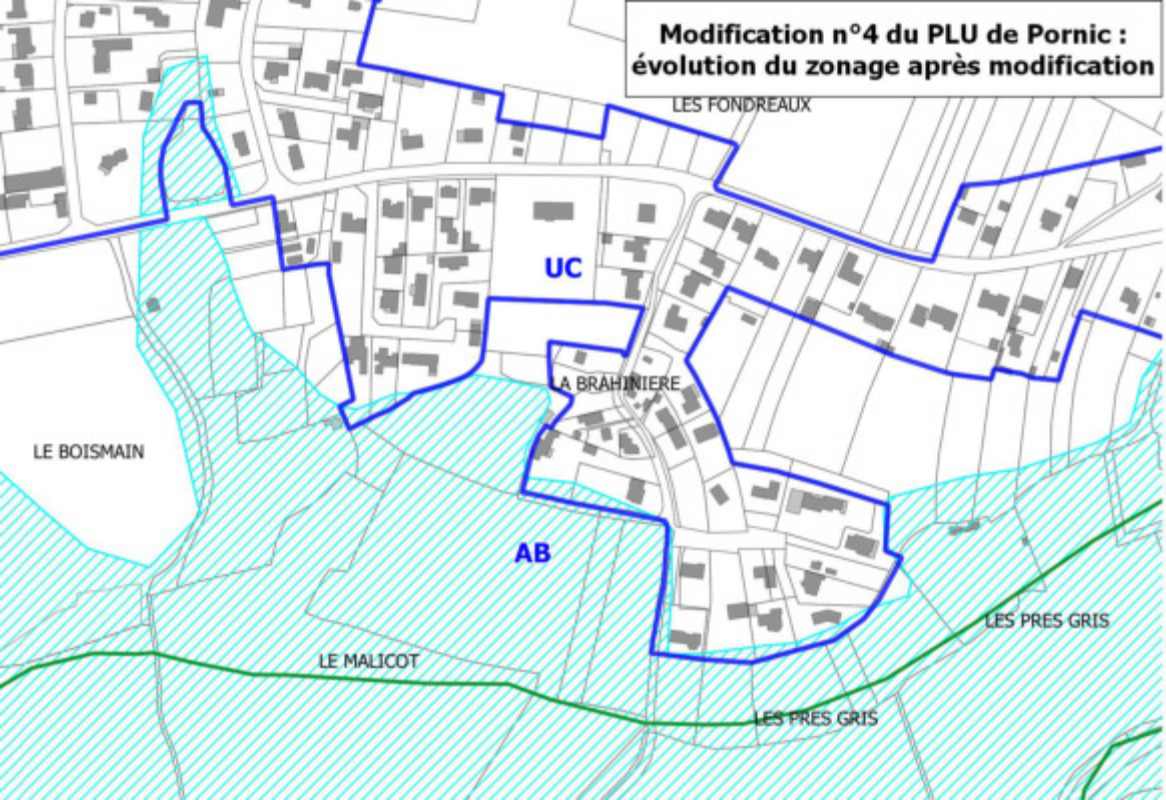 Modification n°4 du PLU de Pornic :
évolution du zonage après modification
LES FONDREAUX
UC
LA BRAHINIERE
LE BOISMAIN
AB
LES PRES GRIS
LE MALICOT
LES PRES GRIS